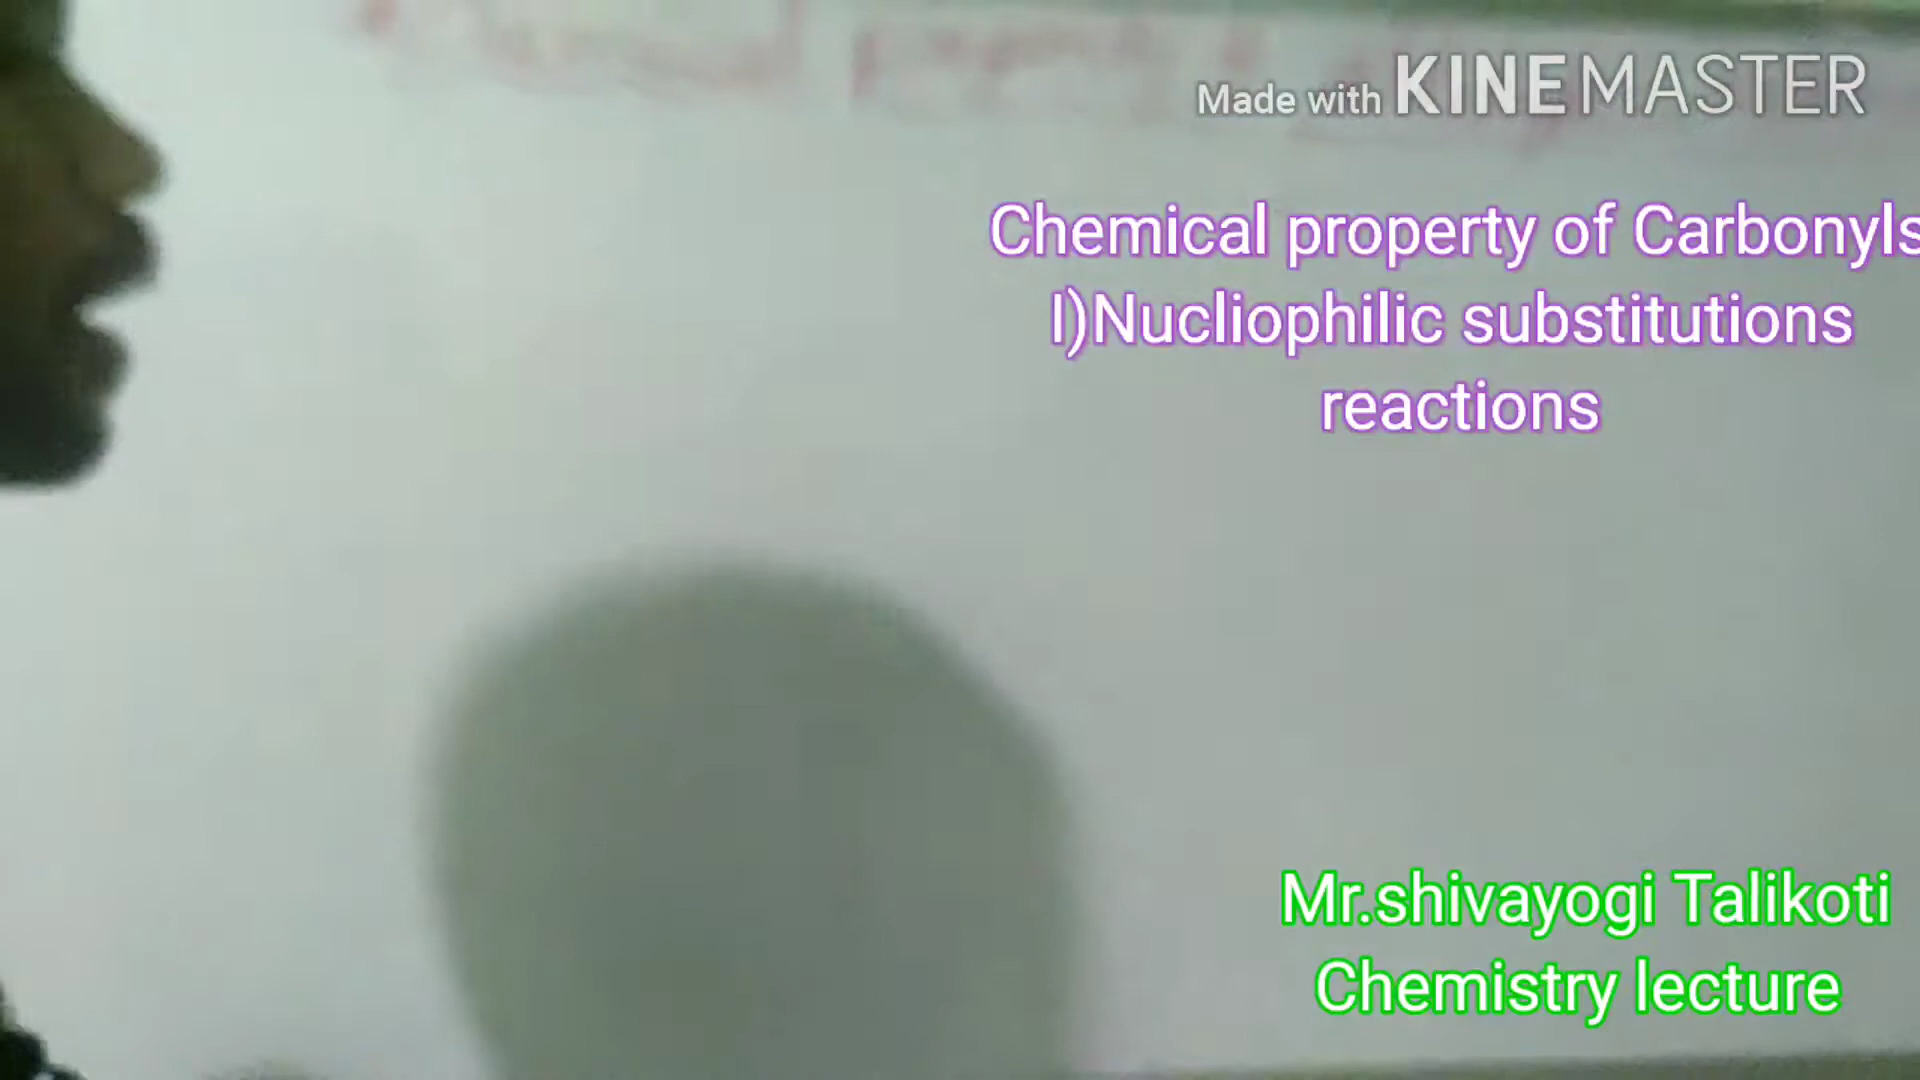 Made with KINEMASTER
Chemical property of Carbonyls
I)Nucliophilic substitutions
reactions
Mr.shivayogi Talikoti
Chemistry lecture